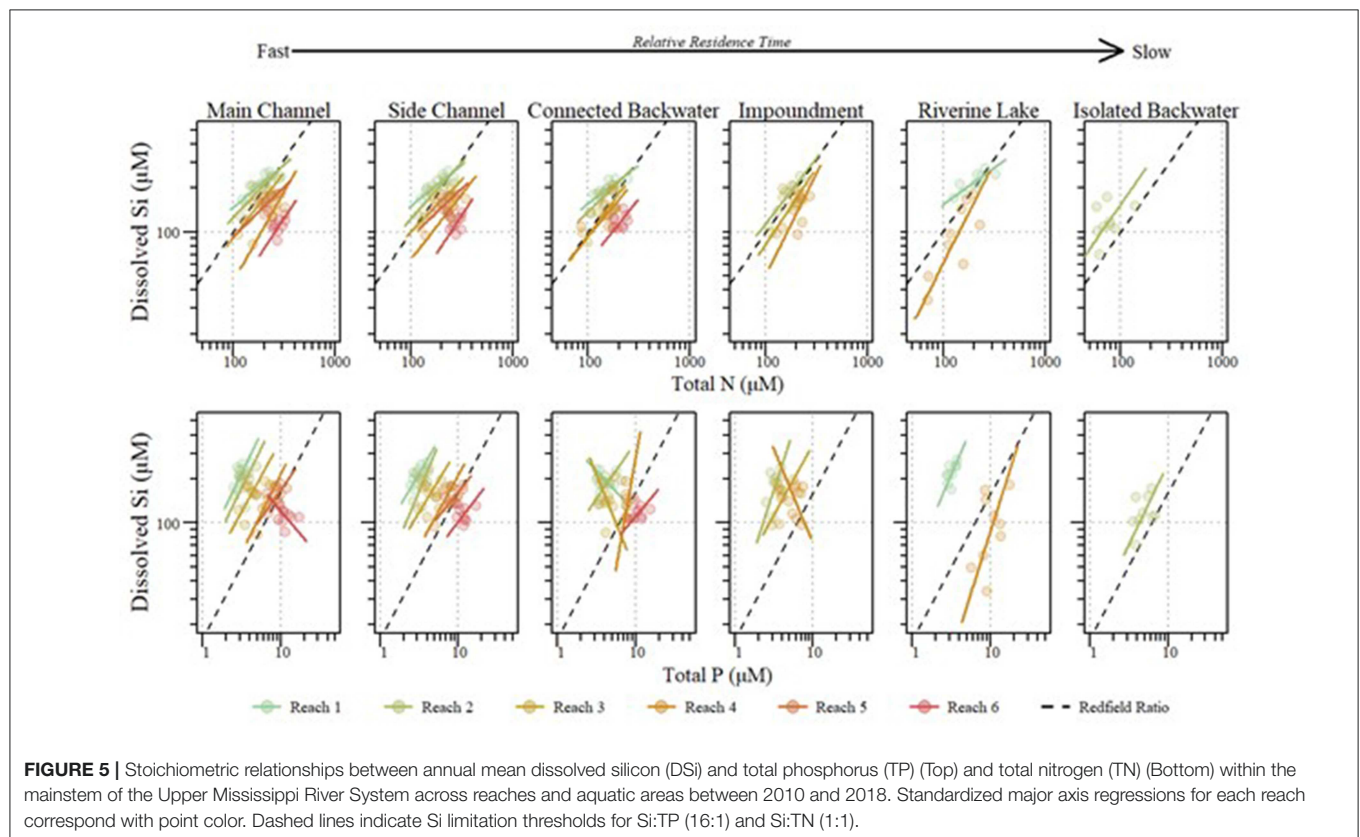 Relative Residence Time
Fast Slow
Main Channel Side Channel Connected Backwater Impoundment Riverine Lake Isolated Backwater
Dissolved Si (µM)
100
100 1000 100 1000 100 1000 100 1000 100 1000 100 1000
Total N (µM)
Dissolved Si (µM)
100
1 10 1 10 1 10 1 10 1 10 1 10
Total P (µM)
Reach 1 Reach 2 Reach 3 Reach 4 Reach 5 Reach 6 Redfield Ratio
FIGURE 5 | Stoichiometric relationships between annual mean dissolved silicon (DSi) and total phosphorus (TP) (Top) and total nitrogen (TN) (Bottom) within the
mainstem of the Upper Mississippi River System across reaches and aquatic areas between 2010 and 2018. Standardized major axis regressions for each reach
correspond with point color. Dashed lines indicate Si limitation thresholds for Si:TP (16:1) and Si:TN (1:1).